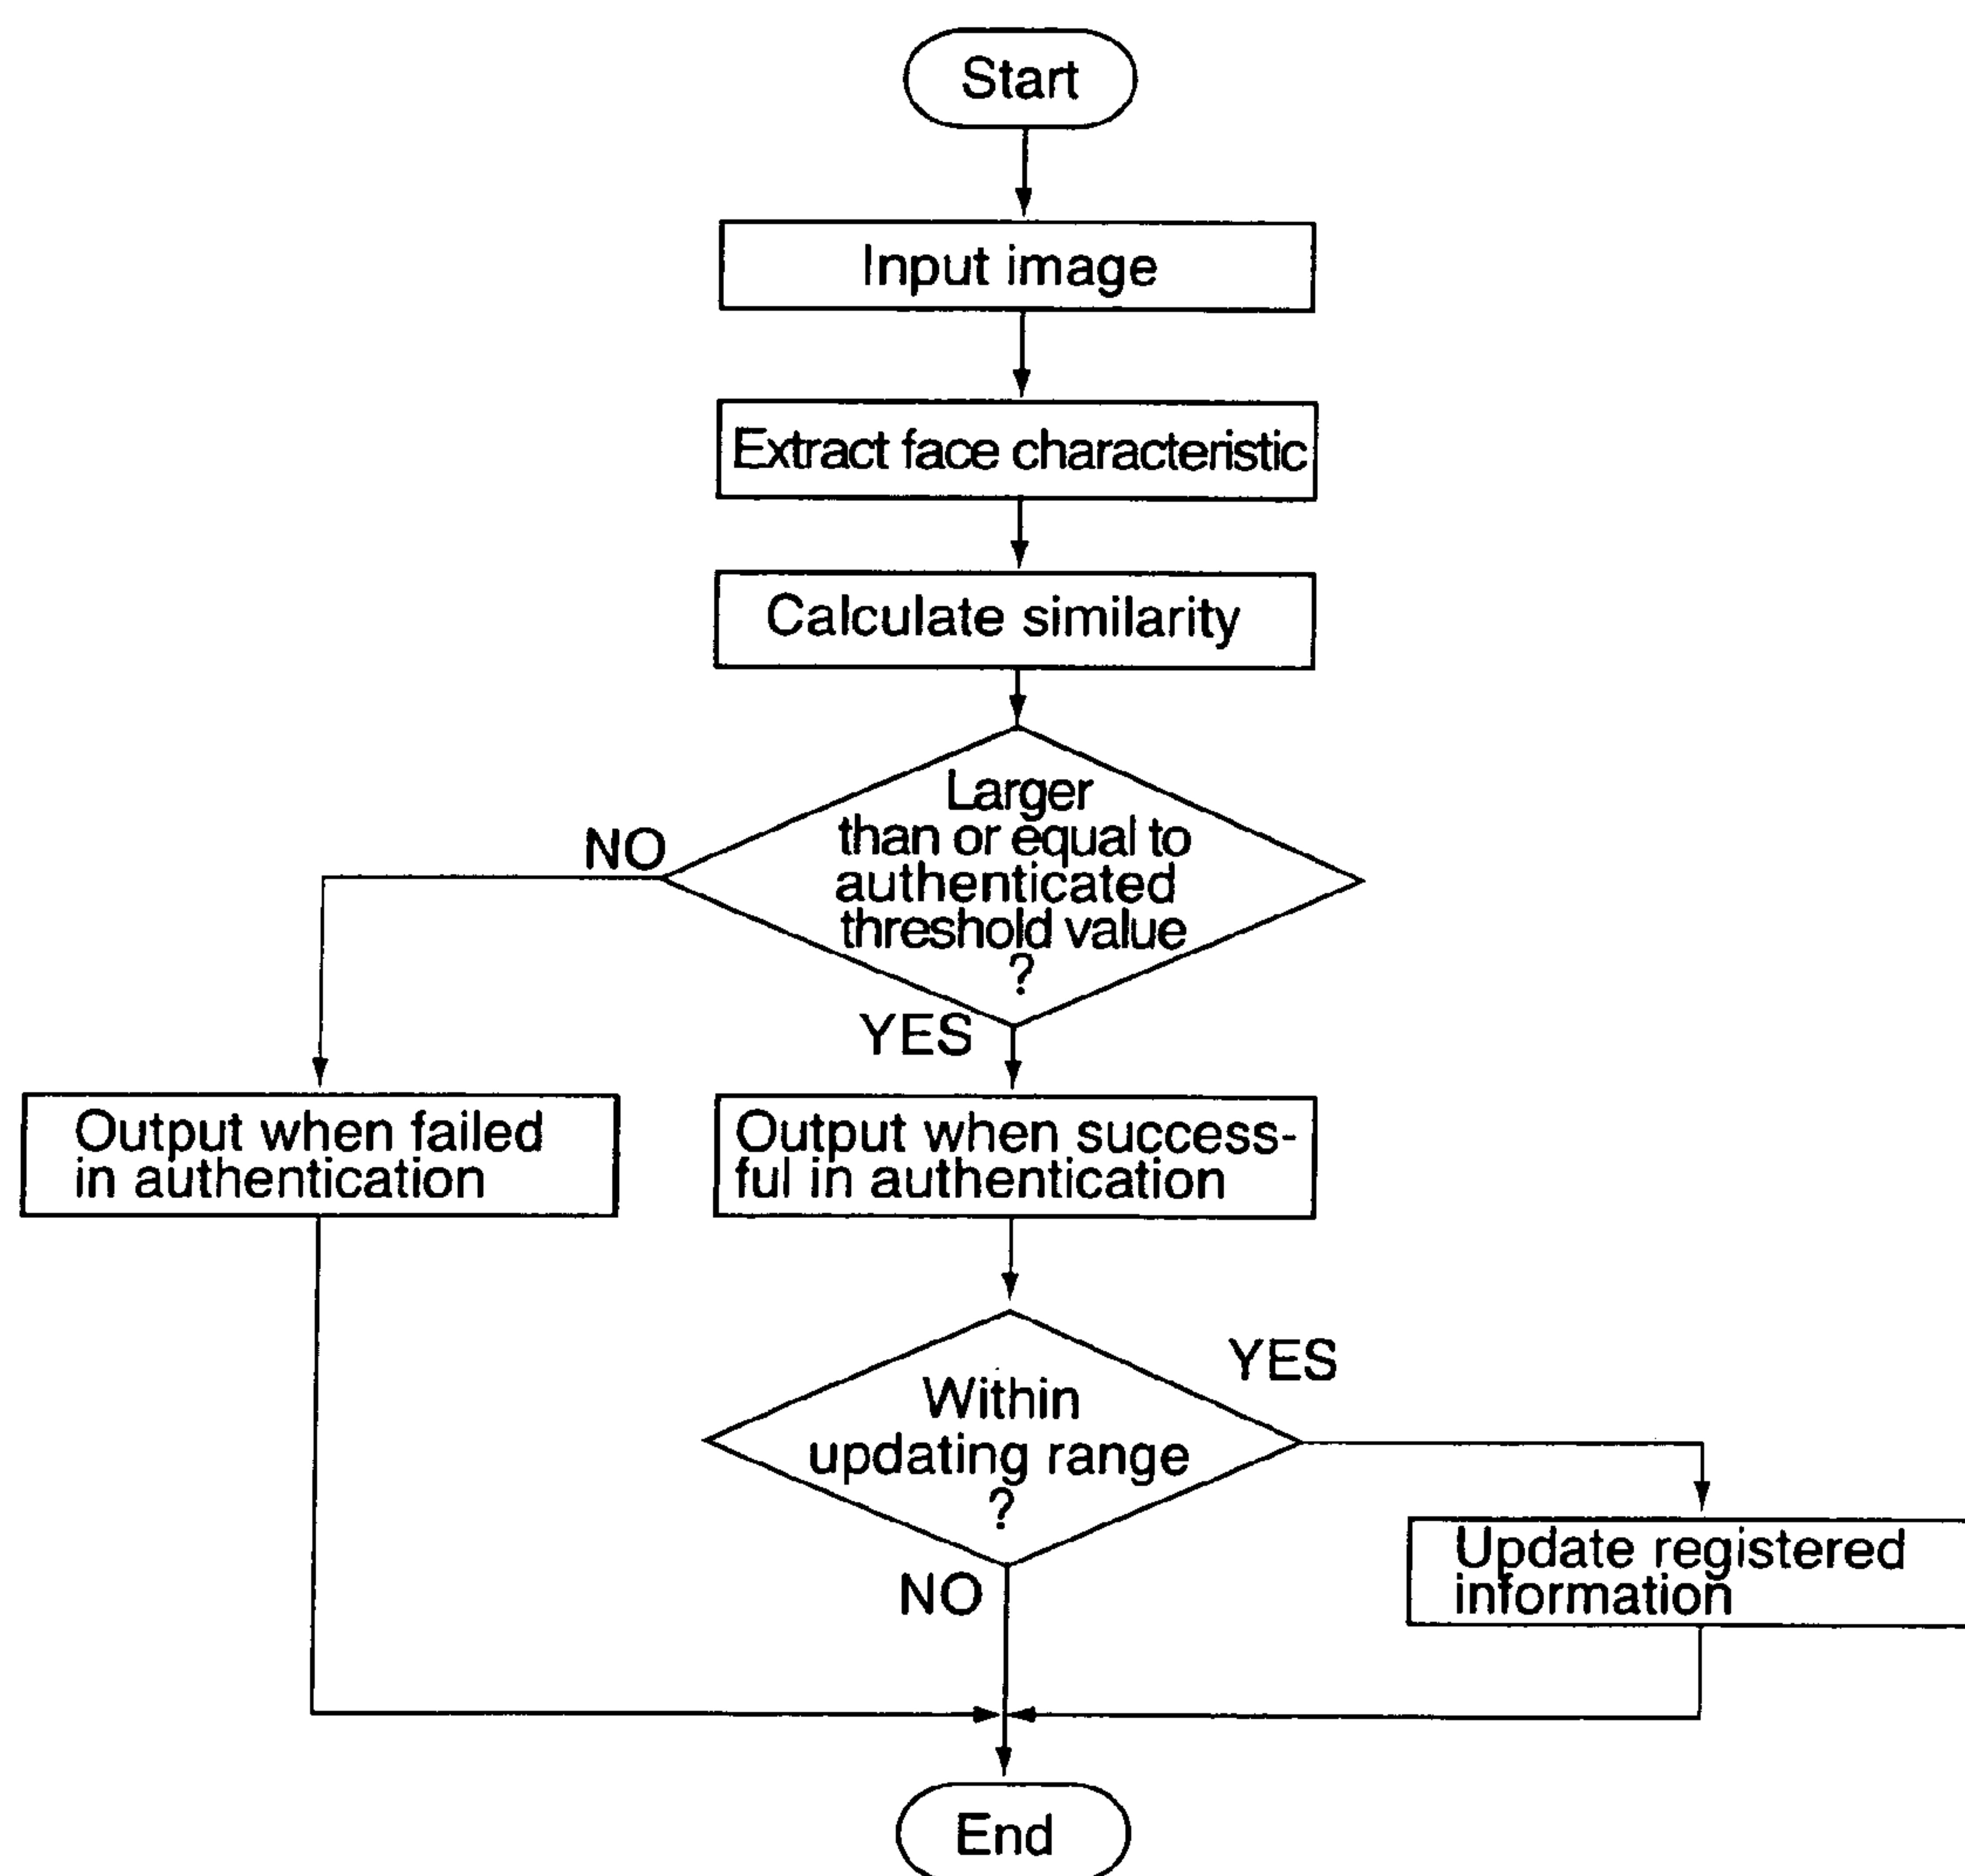 Start
Input image
Extract face characteristic
Calculate similarity
Larger
than or equal to
authenticated
threshold value
?
NO
YES
Output when failed
in authentication
Output when success-
ful in authentication
Within
updating range
?
YES
NO
Update registered
information
End